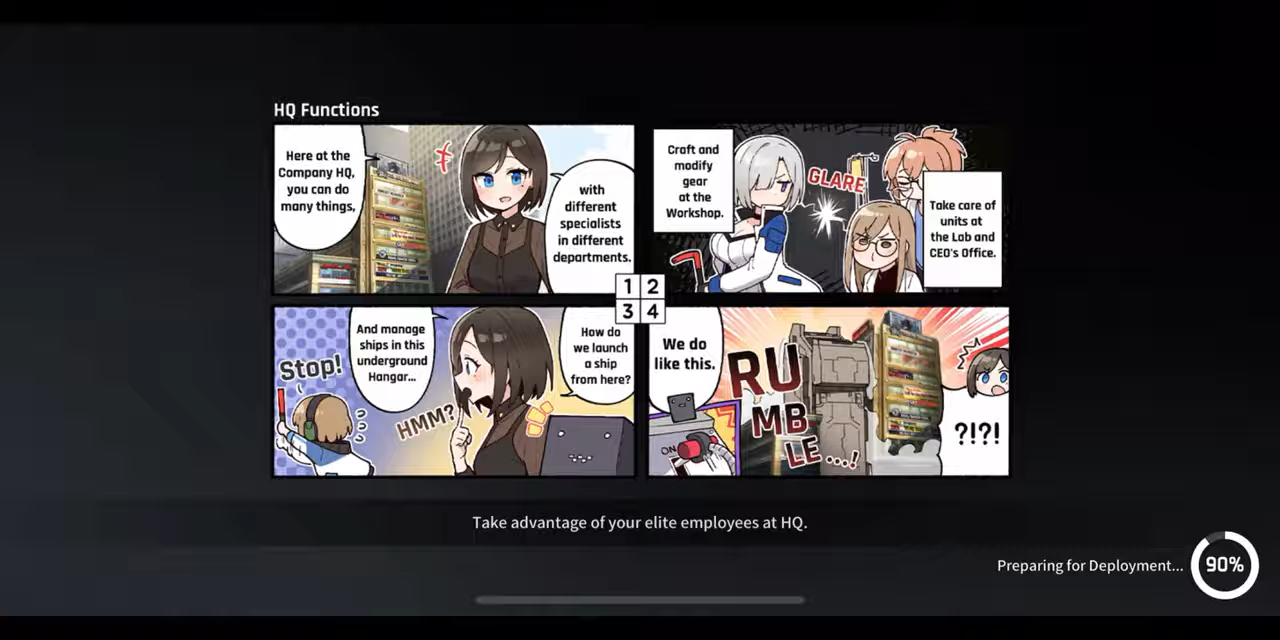 HQ Functions
Here at the
Company HQ,
you can do
many things,
with
different
specialists
in different
departments.
Craft and
modify
gear
at the
Workshop.
GLARE
Take care of
units at
the Lab and
CEO's Office.
1 2
3 4
Stop!
And manage
ships in this
underground
Hangar...
HMM?
How do
we launch
a ship
from here?
We do
like this.
ON
RU
MB
LE...!
?!?!
Take advantage of your elite employees at HQ.
Preparing for Deployment...
90%